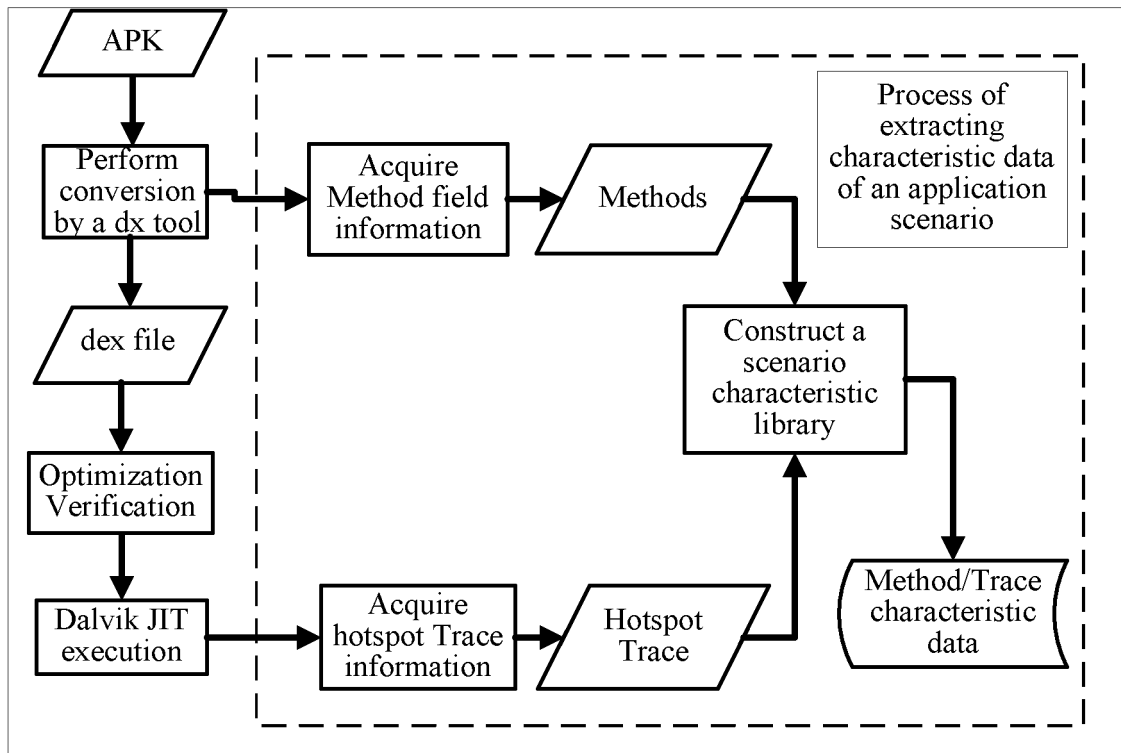 APK
Perform
conversion
by a dx tool
dex file
Optimization
Verification
Dalvik JIT
execution
Acquire
Method field
information
Methods
Process of
extracting
characteristic data
of an application
scenario
Construct a
scenario
characteristic
library
Acquire
hotspot Trace
information
Hotspot
Trace
Method/Trace
characteristic
data